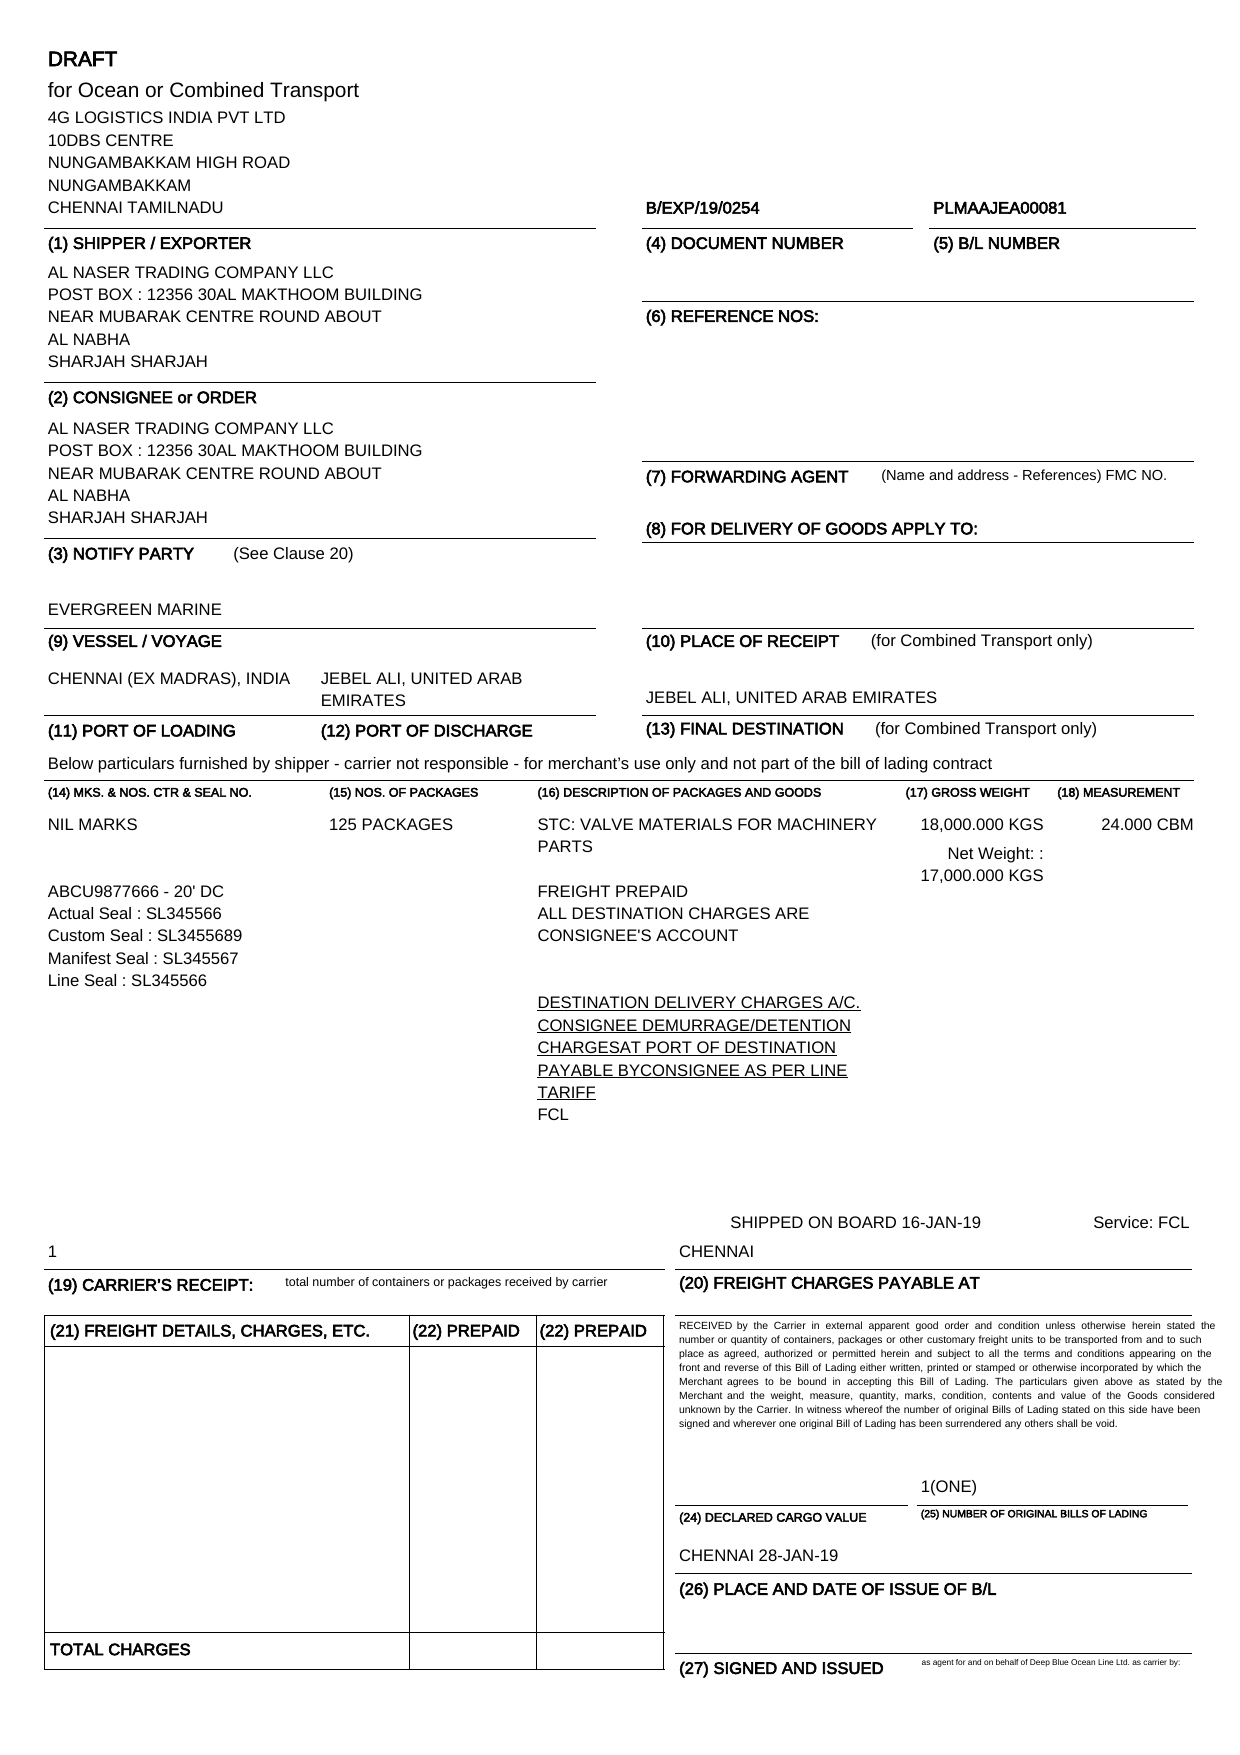 DRAFT
for Ocean or Combined Transport
4G LOGISTICS INDIA PVT LTD
10DBS CENTRE
NUNGAMBAKKAM HIGH ROAD
NUNGAMBAKKAM
CHENNAI TAMILNADU
B/EXP/19/0254 PLMAAJEA00081
(1) SHIPPER / EXPORTER
(4) DOCUMENT NUMBER (5) B/L NUMBER
AL NASER TRADING COMPANY LLC
POST BOX : 12356 30AL MAKTHOOM BUILDING
NEAR MUBARAK CENTRE ROUND ABOUT
AL NABHA
SHARJAH SHARJAH
(6) REFERENCE NOS:
(2) CONSIGNEE or ORDER
AL NASER TRADING COMPANY LLC
POST BOX : 12356 30AL MAKTHOOM BUILDING
NEAR MUBARAK CENTRE ROUND ABOUT
AL NABHA
SHARJAH SHARJAH
(7) FORWARDING AGENT (Name and address - References) FMC NO.
(8) FOR DELIVERY OF GOODS APPLY TO:
(3) NOTIFY PARTY (See Clause 20)
EVERGREEN MARINE
(9) VESSEL / VOYAGE
(10) PLACE OF RECEIPT (for Combined Transport only)
CHENNAI (EX MADRAS), INDIA JEBEL ALI, UNITED ARAB
EMIRATES
JEBEL ALI, UNITED ARAB EMIRATES
(11) PORT OF LOADING (12) PORT OF DISCHARGE
(13) FINAL DESTINATION (for Combined Transport only)
Below particulars furnished by shipper - carrier not responsible - for merchant's use only and not part of the bill of lading contract
(14) MKS. & NOS. CTR & SEAL NO. (15) NOS. OF PACKAGES (16) DESCRIPTION OF PACKAGES AND GOODS (17) GROSS WEIGHT (18) MEASUREMENT
NIL MARKS 125 PACKAGES STC: VALVE MATERIALS FOR MACHINERY 18,000.000 KGS 24.000 CBM
PARTS
Net Weight: :
17,000.000 KGS
ABCU9877666 - 20' DC FREIGHT PREPAID
Actual Seal : SL345566 ALL DESTINATION CHARGES ARE
Custom Seal : SL3455689 CONSIGNEE'S ACCOUNT
Manifest Seal : SL345567
Line Seal : SL345566
DESTINATION DELIVERY CHARGES A/C.
CONSIGNEE DEMURRAGE/DETENTION
CHARGESAT PORT OF DESTINATION
PAYABLE BYCONSIGNEE AS PER LINE
TARIFF
FCL
SHIPPED ON BOARD 16-JAN-19 Service: FCL
1 CHENNAI
(19) CARRIER'S RECEIPT: total number of containers or packages received by carrier
(20) FREIGHT CHARGES PAYABLE AT
(21) FREIGHT DETAILS, CHARGES, ETC. (22) PREPAID (22) PREPAID
RECEIVED by the Carrier in external apparent good order and condition unless otherwise herein stated the
number or quantity of containers, packages or other customary freight units to be transported from and to such
place as agreed, authorized or permitted herein and subject to all the terms and conditions appearing on the
front and reverse of this Bill of Lading either written, printed or stamped or otherwise incorporated by which the
Merchant agrees to be bound in accepting this Bill of Lading. The particulars given above as stated by the
Merchant and the weight, measure, quantity, marks, condition, contents and value of the Goods considered
unknown by the Carrier. In witness whereof the number of original Bills of Lading stated on this side have been
signed and wherever one original Bill of Lading has been surrendered any others shall be void.
1(ONE)
(24) DECLARED CARGO VALUE (25) NUMBER OF ORIGINAL BILLS OF LADING
CHENNAI 28-JAN-19
(26) PLACE AND DATE OF ISSUE OF B/L
TOTAL CHARGES
(27) SIGNED AND ISSUED as agent for and on behalf of Deep Blue Ocean Line Ltd. as carrier by: